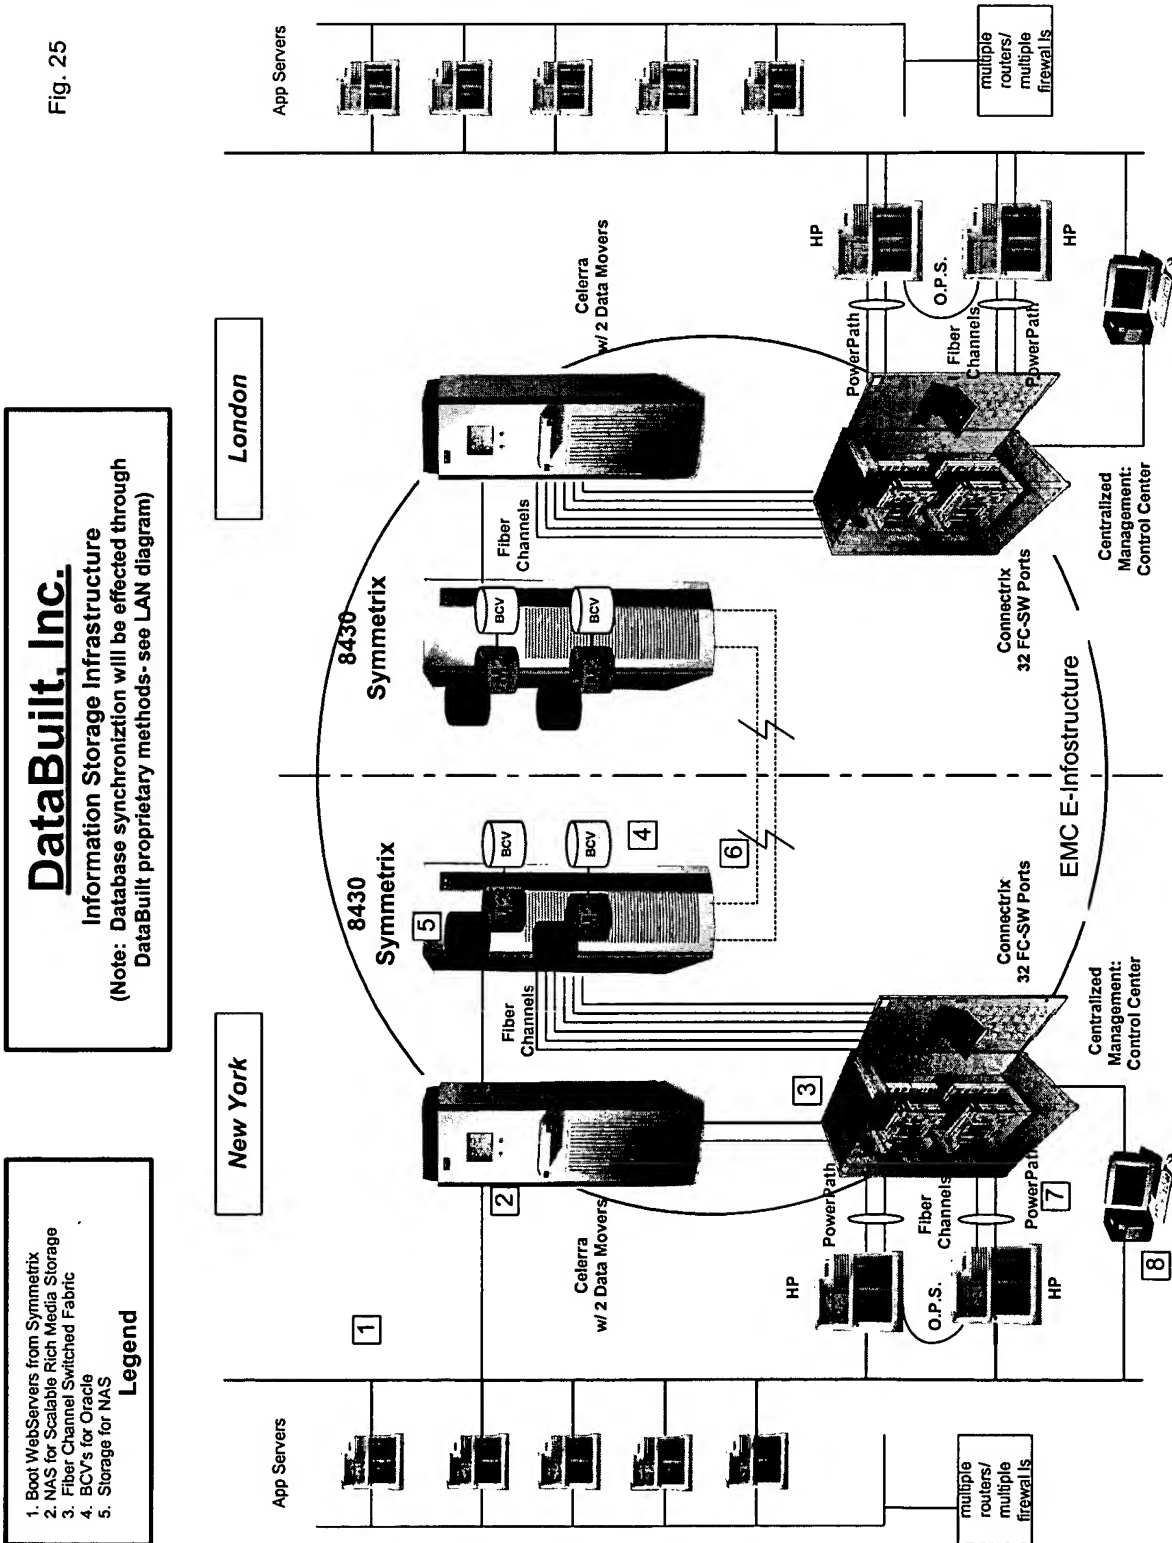 Fig. 25
DataBuilt, Inc.
Information Storage Infrastructure
(Note: Database synchroniztion will be effected through
DataBuilt proprietary methods- see LAN diagram)
1. Boot WebServers from Symmetrix
2. NAS for Scalable Rich Media Storage
3. Fiber Channel Switched Fabric
4. BCV's for Oracle
5. Storage for NAS
Legend
New York
London
App Servers
1
2
Celerra
w/ 2 Data Movers
8430
Symmetrix
5
BCV
BCV
4
6
Fiber
Channels
3
HP
O.P.S.
HP
PowerPath
Fiber
Channels
PowerPath
7
Connectrix
32 FC-SW Ports
Centralized
Management:
Control Center
8
multiple
routers/
multiple
firewalls
EMC E-Infostructure
8430
Symmetrix
BCV
BCV
Fiber
Channels
Celerra
w/ 2 Data Movers
App Servers
HP
O.P.S.
HP
PowerPath
Fiber
Channels
PowerPath
Connectrix
32 FC-SW Ports
Centralized
Management:
Control Center
multiple
routers/
multiple
firewalls